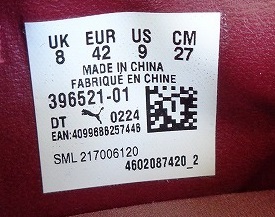 UK EUR US CM
8 42 9 27
MADE IN CHINA
FABRIQUÉ EN CHINE
396521-01
DT 0224
EAN:4099686257446
SML 217006120
4602087420_2